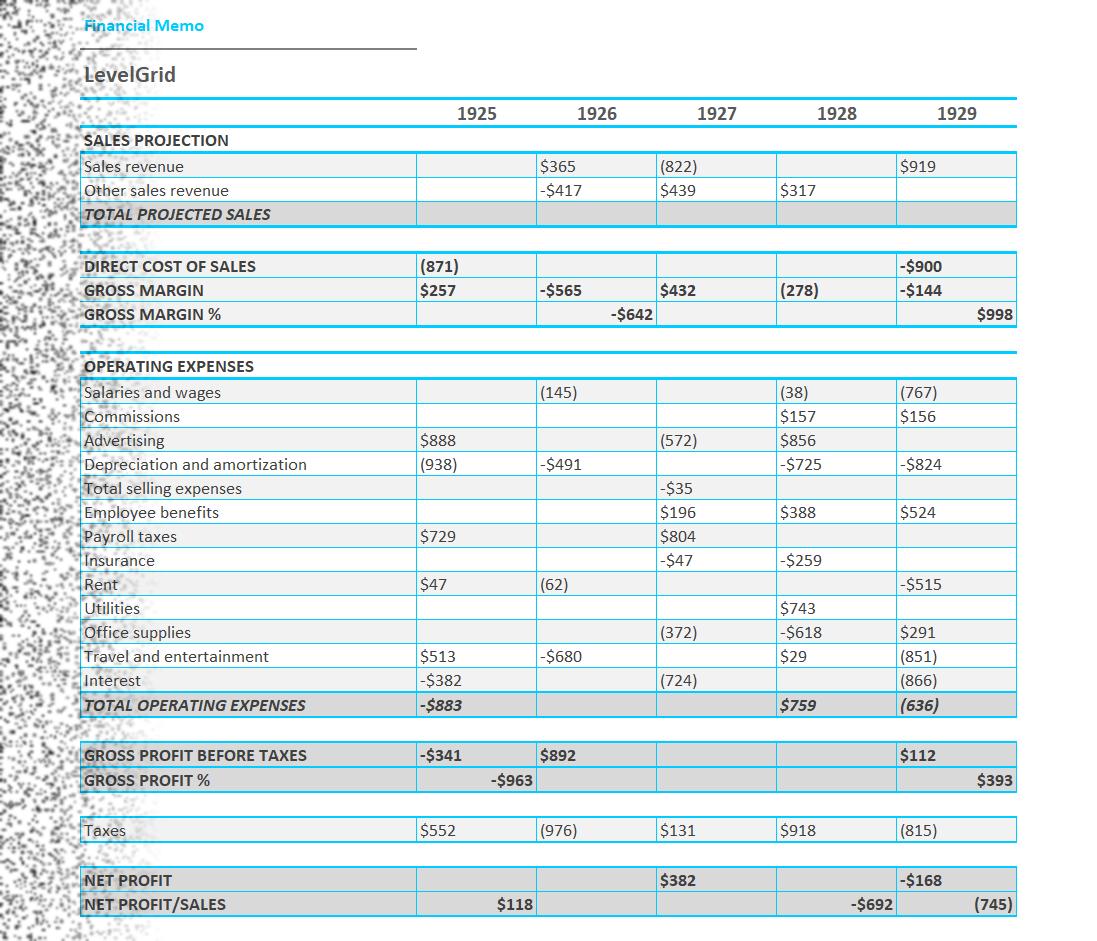 Financial Memo
LevelGrid
1925 1926 1927 1928 1929
SALES PROJECTION
Sales revenue $365 (822) $919
Other sales revenue -$417 $439 $317
TOTAL PROJECTED SALES
DIRECT COST OF SALES (871) -$900
GROSS MARGIN $257 -$565 $432 (278) -$144
GROSS MARGIN % -$642 $998
OPERATING EXPENSES
Salaries and wages (145) (38) (767)
Commissions $157 $156
Advertising $888 (572) $856
Depreciation and amortization (938) -$491 -$725 -$824
Total selling expenses -$35
Employee benefits $196 $388 $524
Payroll taxes $729 $804
Insurance -$47 -$259
Rent $47 (62) -$515
Utilities $743
Office supplies (372) -$618 $291
Travel and entertainment $513 -$680 $29 (851)
Interest -$382 (724) (866)
TOTAL OPERATING EXPENSES -$883 $759 (636)
GROSS PROFIT BEFORE TAXES -$341 $892 $112
GROSS PROFIT % -$963 $393
Taxes $552 (976) $131 $918 (815)
NET PROFIT $382 -$168
NET PROFIT/SALES $118 -$692 (745)